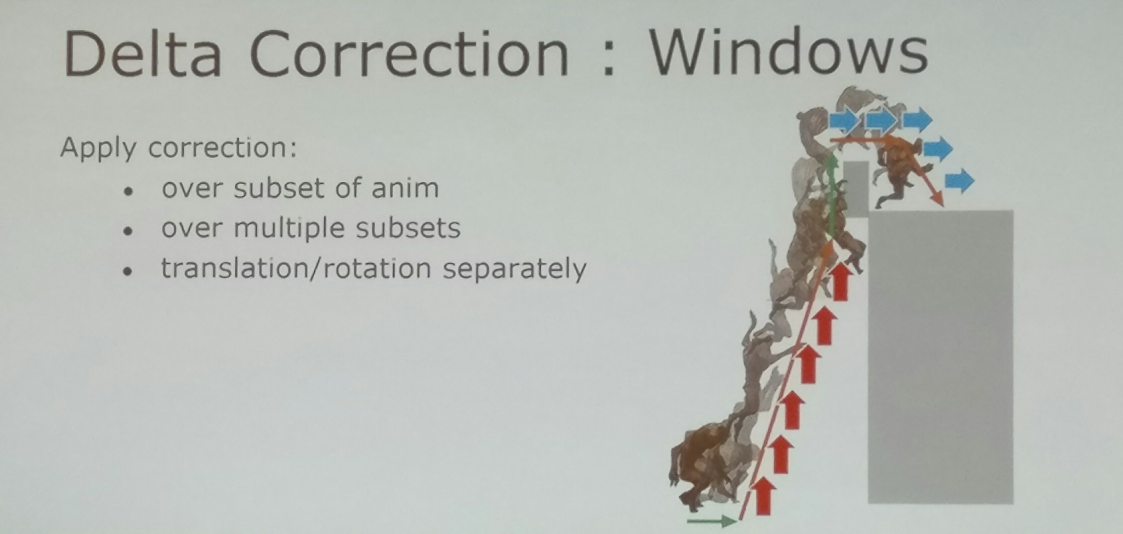 Delta Correction : Windows
Apply correction:
• over subset of anim
• over multiple subsets
• translation/rotation separately